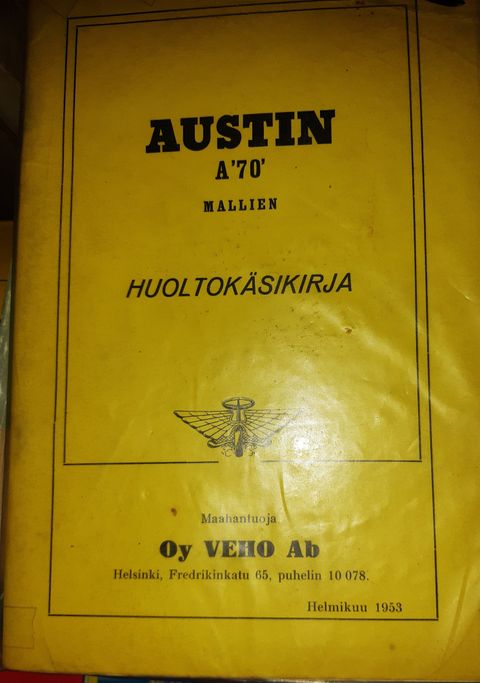 AUSTIN
A'70'
MALLIEN
HUOLTOKÄSIKIRJA
Maahantuoja
Oy VEHO Ab
Helsinki, Fredrikinkatu 65, puhelin 10 078.
Helmikuu 1953